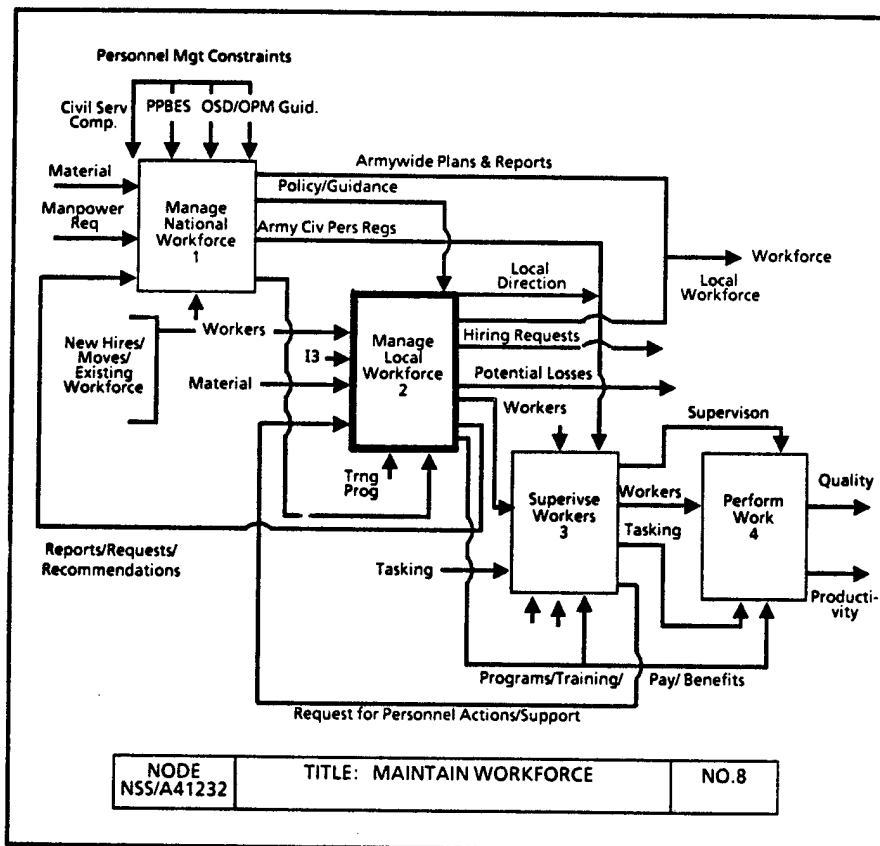 Personnel Mgt Constraints
Civil Serv
Comp.
PPBES
OSD/OPM Guid.
Material
Manpower
Req
Manage
National
Workforce
1
Armywide Plans & Reports
Policy/Guidance
Army Civ Pers Regs
Workforce
Local
Workforce
Local
Direction
New Hires/
Moves/
Existing
Workforce
Workers
I3
Material
Manage
Local
Workforce
2
Hiring Requests
Potential Losses
Workers
Supervison
Trng
Prog
Superivse
Workers
3
Workers
Tasking
Perform
Work
4
Quality
Producti-
vity
Reports/Requests/
Recommendations
Tasking
Programs/Training/
Pay/ Benefits
Request for Personnel Actions/Support
NODE
NSS/A41232
TITLE: MAINTAIN WORKFORCE
NO.8